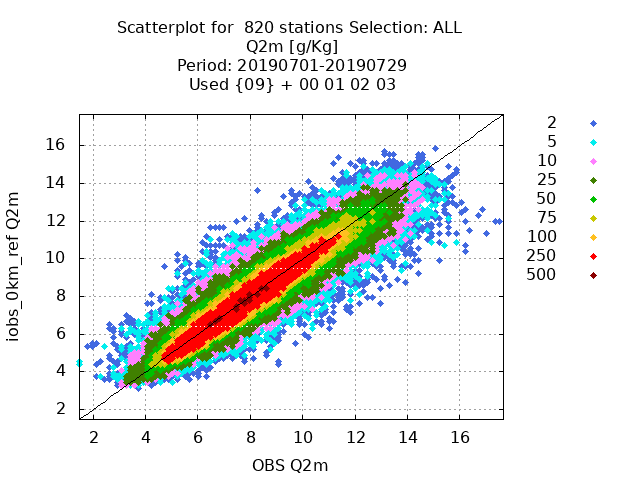 Scatterplot for  820 stations Selection: ALL
Q2m [g/Kg]
Period: 20190701-20190729
Used {09} + 00 01 02 03
2
5
10
25
50
75
100
250
500
iobs_0km_ref Q2m
16
14
12
10
8
6
4
2
2 4 6 8 10 12 14 16
OBS Q2m